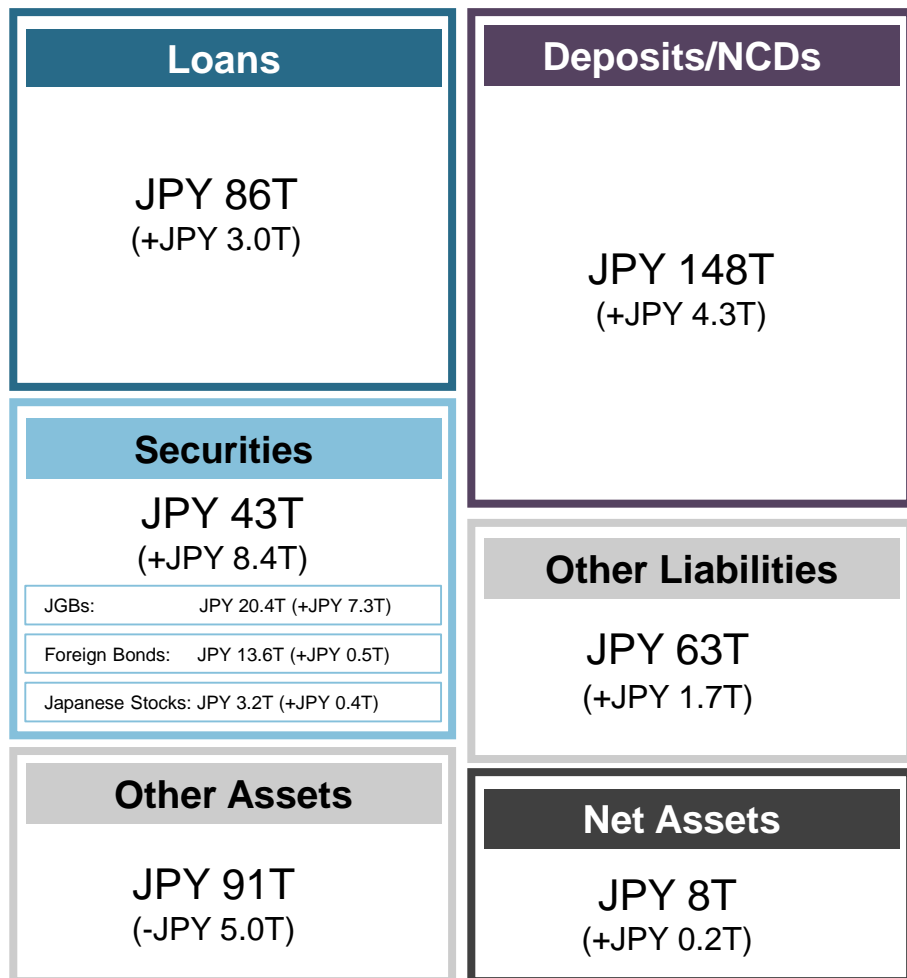 Loans
JPY 86T
(+JPY 3.0T)
Securities
JPY 43T
(+JPY 8.4T)
JGBs: JPY 20.4T (+JPY 7.3T)
Foreign Bonds: JPY 13.6T (+JPY 0.5T)
Japanese Stocks: JPY 3.2T (+JPY 0.4T)
Other Assets
JPY 91T
(-JPY 5.0T)
Deposits/NCDs
JPY 148T
(+JPY 4.3T)
Other Liabilities
JPY 63T
(+JPY 1.7T)
Net Assets
JPY 8T
(+JPY 0.2T)